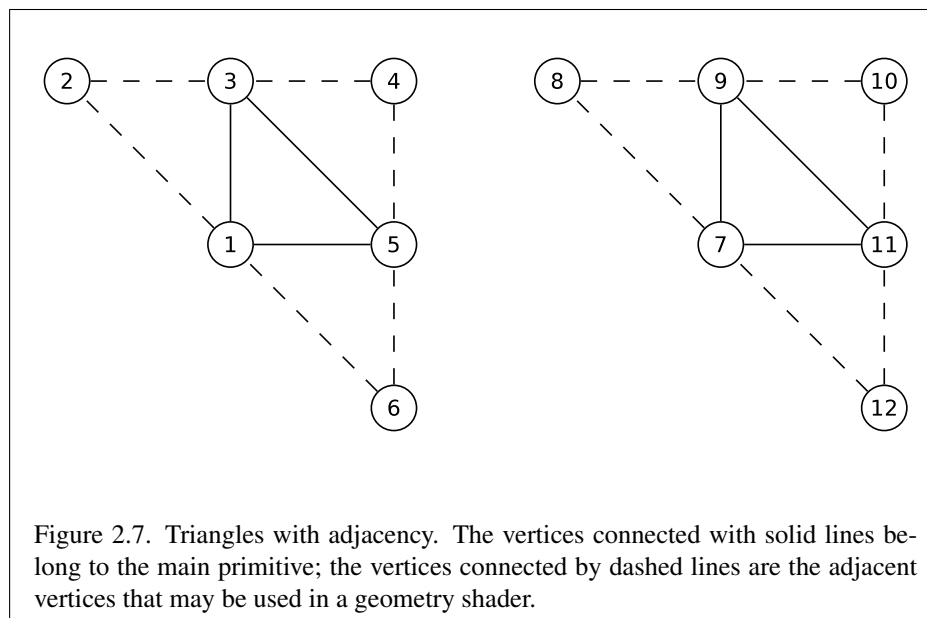 2 3 4 8 9 10
1 5 7 11
6 12
Figure 2.7. Triangles with adjacency. The vertices connected with solid lines be-
long to the main primitive; the vertices connected by dashed lines are the adjacent
vertices that may be used in a geometry shader.